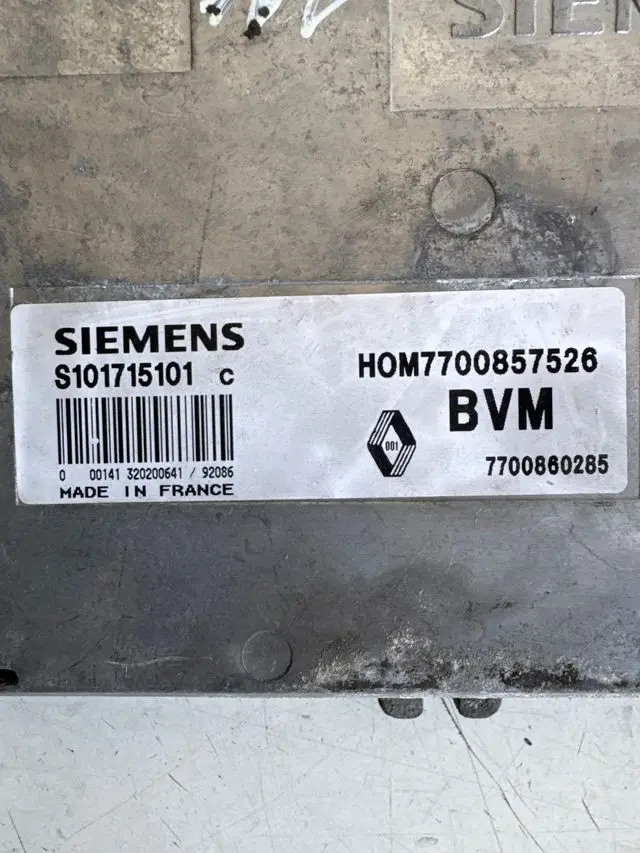 SIEMENS
S101715101 C
0 00141 320200641 / 92086
MADE IN FRANCE
HOM7700857526
BVM
001
7700860285